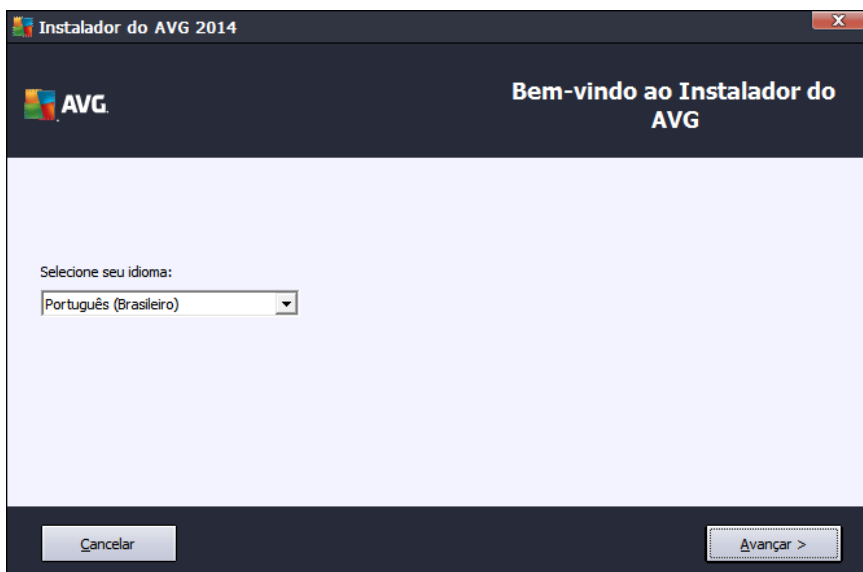 Instalador do AVG 2014
AVG.
Bem-vindo ao Instalador do
AVG
Selecione seu idioma:
Português (Brasileiro)
Cancelar
Avançar >